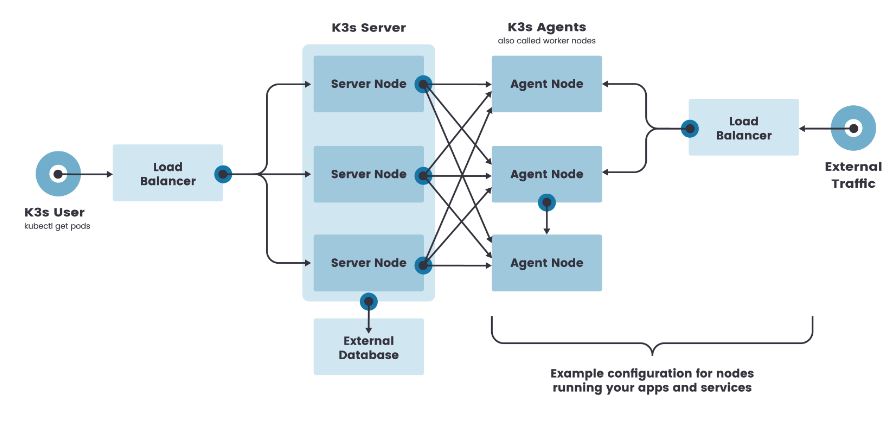 K3s Server
K3s Agents
also called worker nodes
Server Node
Agent Node
Load
Balancer
External
Traffic
Load
Balancer
K3s User
kubectl get pods
Server Node
Agent Node
Server Node
Agent Node
External
Database
Example configuration for nodes
running your apps and services